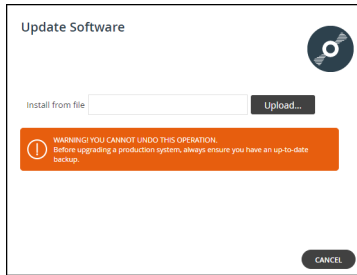 Update Software
Install from file
Upload...
WARNING! YOU CANNOT UNDO THIS OPERATION.
Before upgrading a production system, always ensure you have an up-to-date
backup.
CANCEL